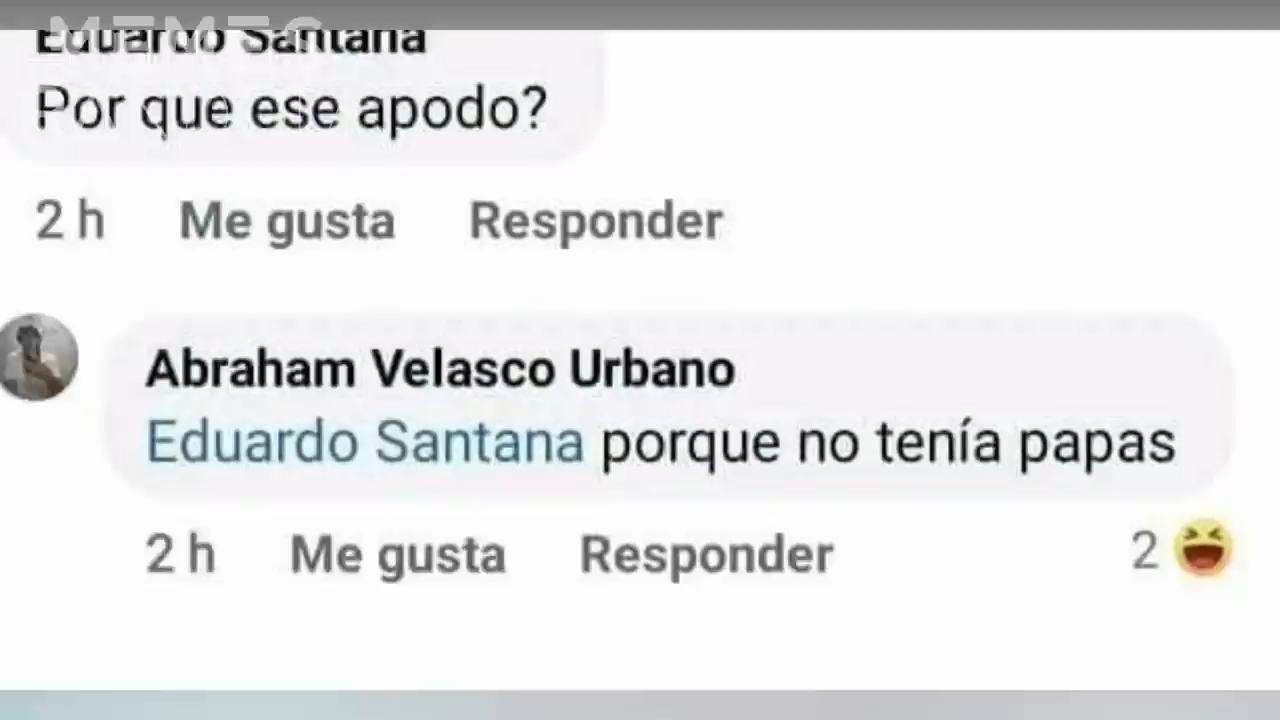 MEMES
Eduardo Santana
Por que ese apodo?
2 h Me gusta Responder
Abraham Velasco Urbano
Eduardo Santana porque no tenía papas
2 h Me gusta Responder 2